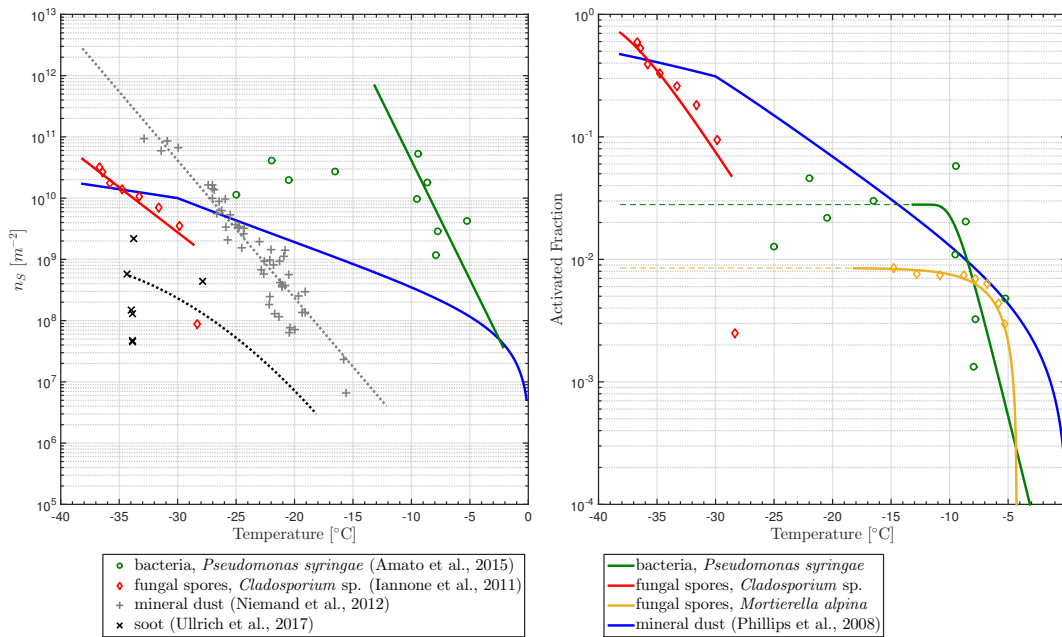 10^13
10^12
10^11
10^10
10^9
10^8
10^7
10^6
10^5
n_S [m^−2]
-40 -35 -30 -25 -20 -15 -10 -5 0
Temperature [°C]
bacteria, Pseudomonas syringae (Amato et al., 2015)
fungal spores, Cladosporium sp. (Iannone et al., 2011)
mineral dust (Niemand et al., 2012)
soot (Ullrich et al., 2017)
10^0
10^-1
10^-2
10^-3
10^-4
Activated Fraction
-40 -35 -30 -25 -20 -15 -10 -5
Temperature [°C]
bacteria, Pseudomonas syringae
fungal spores, Cladosporium sp.
fungal spores, Mortierella alpina
mineral dust (Phillips et al., 2008)